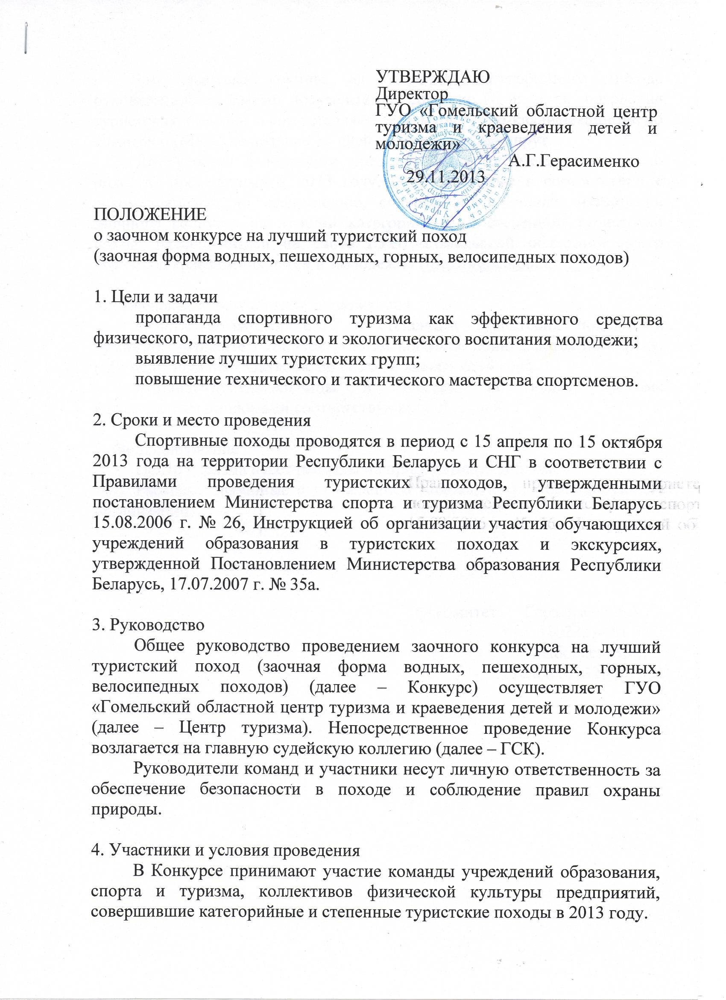 УТВЕРЖДАЮ
Директор
ГУО «Гомельский областной центр
туризма и краеведения детей и
молодежи»
А.Г.Герасименко
29.11.2013
ПОЛОЖЕНИЕ
о заочном конкурсе на лучший туристский поход
(заочная форма водных, пешеходных, горных, велосипедных походов)
1. Цели и задачи
пропаганда спортивного туризма как эффективного средства
физического, патриотического и экологического воспитания молодежи;
выявление лучших туристских групп;
повышение технического и тактического мастерства спортсменов.
2. Сроки и место проведения
Спортивные походы проводятся в период с 15 апреля по 15 октября
2013 года на территории Республики Беларусь и СНГ в соответствии с
Правилами проведения туристских походов, утвержденными
постановлением Министерства спорта и туризма Республики Беларусь
15.08.2006 г. № 26, Инструкцией об организации участия обучающихся
учреждений образования в туристских походах и экскурсиях,
утвержденной Постановлением Министерства образования Республики
Беларусь, 17.07.2007 г. № 35а.
3. Руководство
Общее руководство проведением заочного конкурса на лучший
туристский поход (заочная форма водных, пешеходных, горных,
велосипедных походов) (далее – Конкурс) осуществляет ГУО
«Гомельский областной центр туризма и краеведения детей и молодежи»
(далее – Центр туризма). Непосредственное проведение Конкурса
возлагается на главную судейскую коллегию (далее – ГСК).
Руководители команд и участники несут личную ответственность за
обеспечение безопасности в походе и соблюдение правил охраны
природы.
4. Участники и условия проведения
В Конкурсе принимают участие команды учреждений образования,
спорта и туризма, коллективов физической культуры предприятий,
совершившие категорийные и степенные туристские походы в 2013 году.